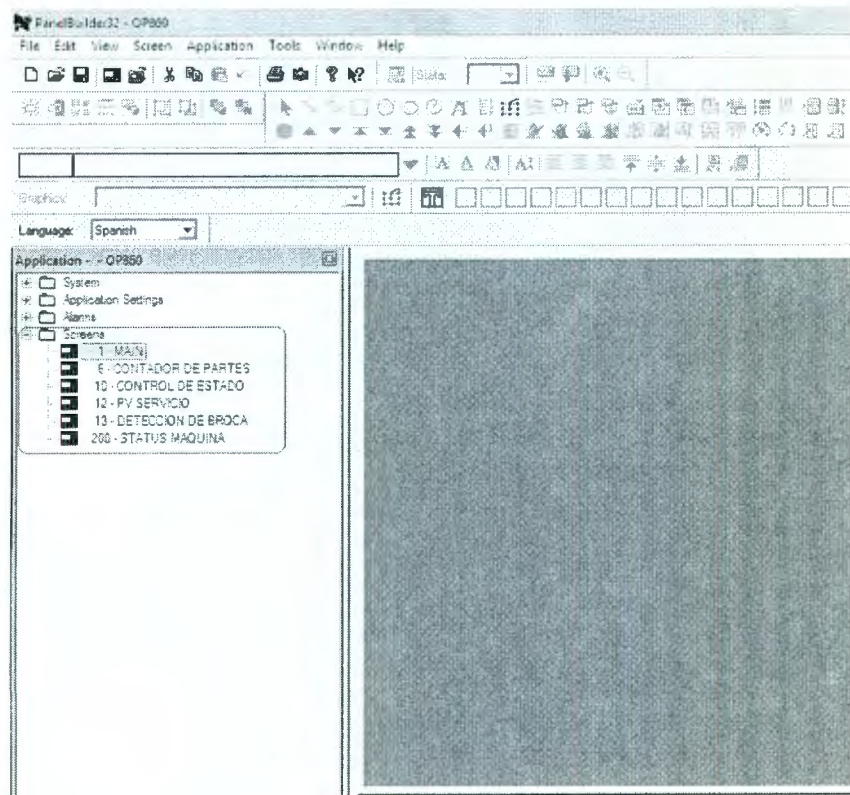 PanelBuilder32 - OP850
File Edit View Screen Application Tools Window Help
State:
Graphics:
Language: Spanish
Application - - OP850
System
Application Settings
Alarms
Screens
1 - MAIN
6 - CONTADOR DE PARTES
10 - CONTROL DE ESTADO
12 - PV SERVICIO
13 - DETECCION DE BROCA
200 - STATUS MAQUINA